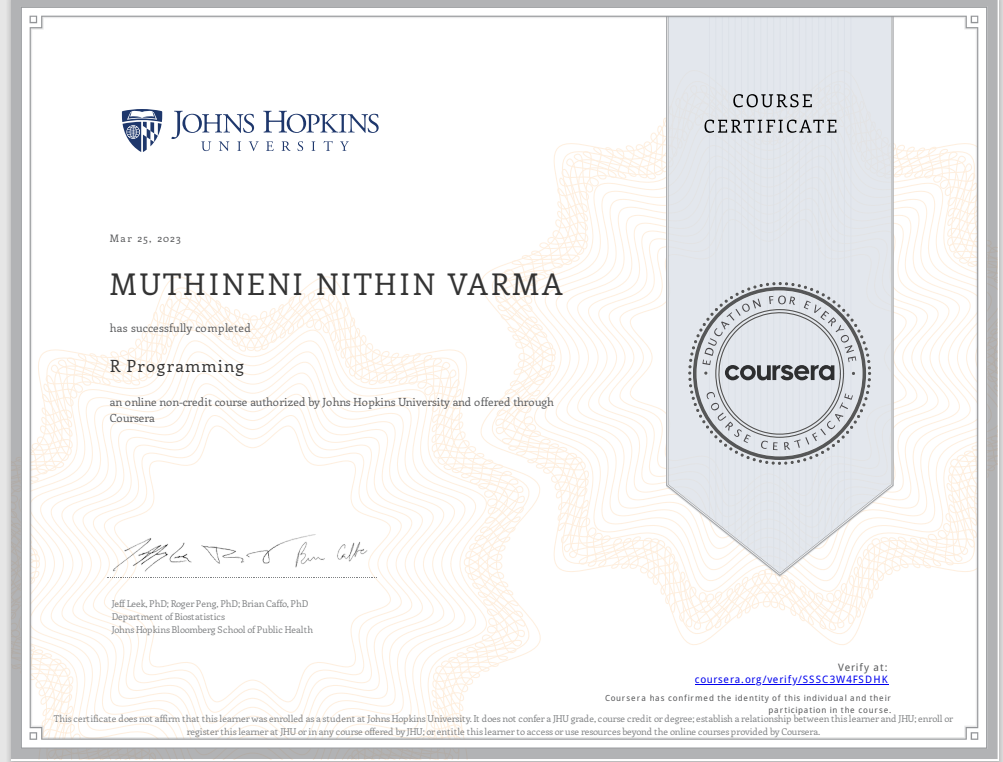 JOHNS HOPKINS
UNIVERSITY
COURSE
CERTIFICATE
Mar 25, 2023
MUTHINENI NITHIN VARMA
has successfully completed
R Programming
an online non-credit course authorized by Johns Hopkins University and offered through
Coursera
EDUCATION FOR EVERYONE
coursera
COURSE CERTIFICATE
Jeff Leek, PhD; Roger Peng, PhD; Brian Caffo, PhD
Department of Biostatistics
Johns Hopkins Bloomberg School of Public Health
Verify at:
coursera.org/verify/SSSC3W4FSDHK
Coursera has confirmed the identity of this individual and their
participation in the course.
This certificate does not affirm that this learner was enrolled as a student at Johns Hopkins University. It does not confer a JHU grade, course credit or degree; establish a relationship between this learner and JHU; enroll or
register this learner at JHU or in any course offered by JHU; or entitle this learner to access or use resources beyond the online courses provided by Coursera.